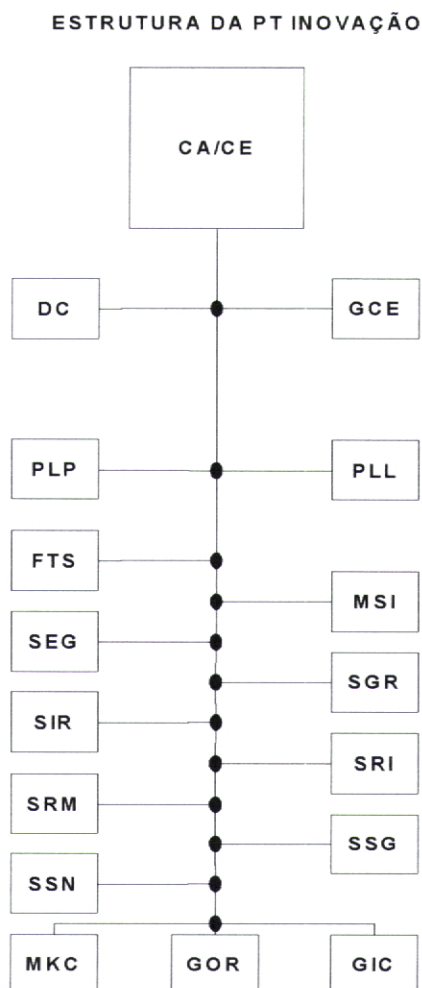 ESTRUTURA DA PT INOVAÇÃO
CA/CE
DC
GCE
PLP
PLL
FTS
MSI
SEG
SGR
SIR
SRI
SRM
SSG
SSN
MKC
GOR
GIC